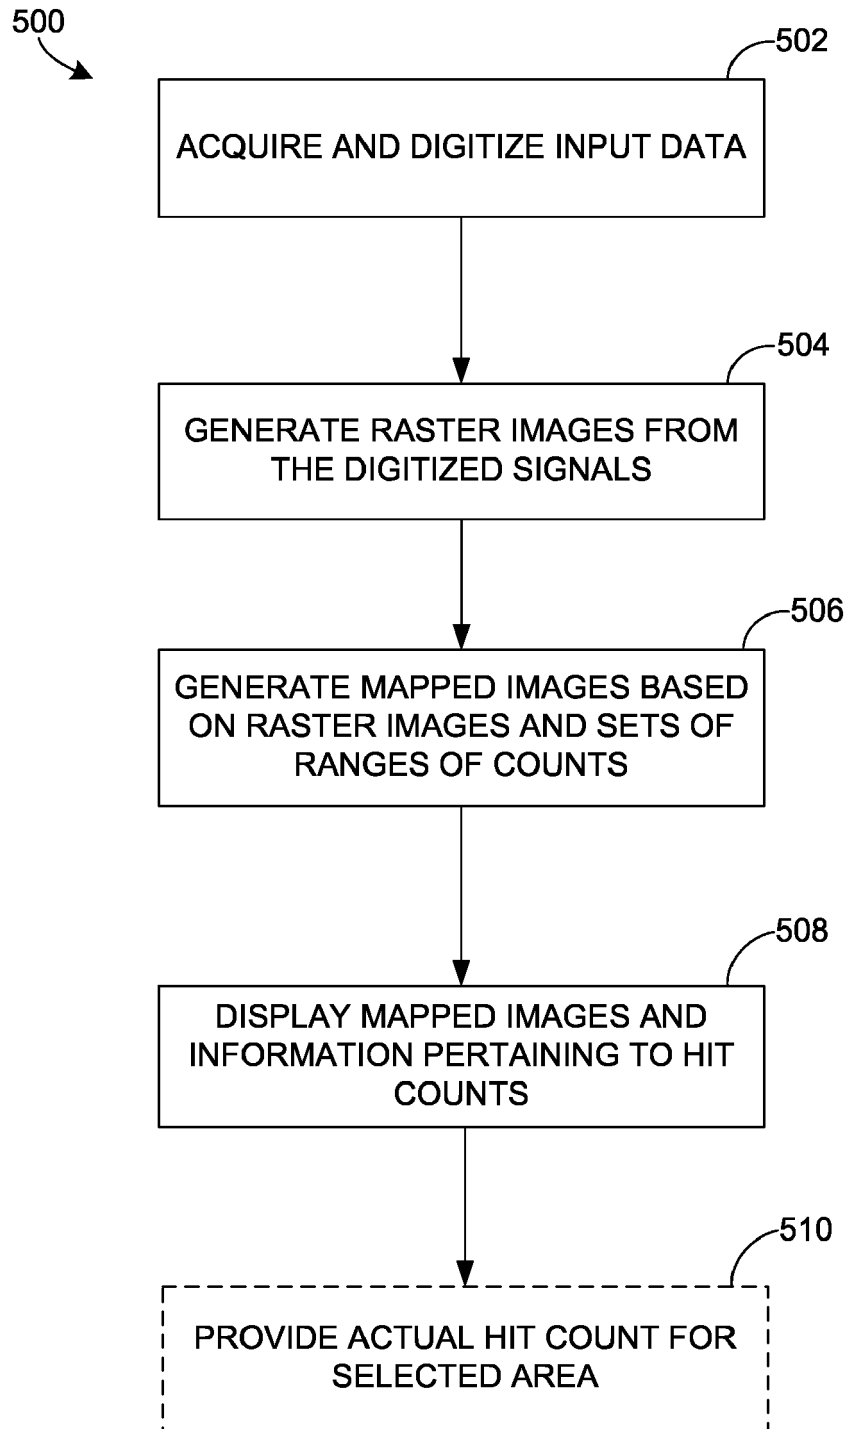 500
502
ACQUIRE AND DIGITIZE INPUT DATA
504
GENERATE RASTER IMAGES FROM
THE DIGITIZED SIGNALS
506
GENERATE MAPPED IMAGES BASED
ON RASTER IMAGES AND SETS OF
RANGES OF COUNTS
508
DISPLAY MAPPED IMAGES AND
INFORMATION PERTAINING TO HIT
COUNTS
510
PROVIDE ACTUAL HIT COUNT FOR
SELECTED AREA